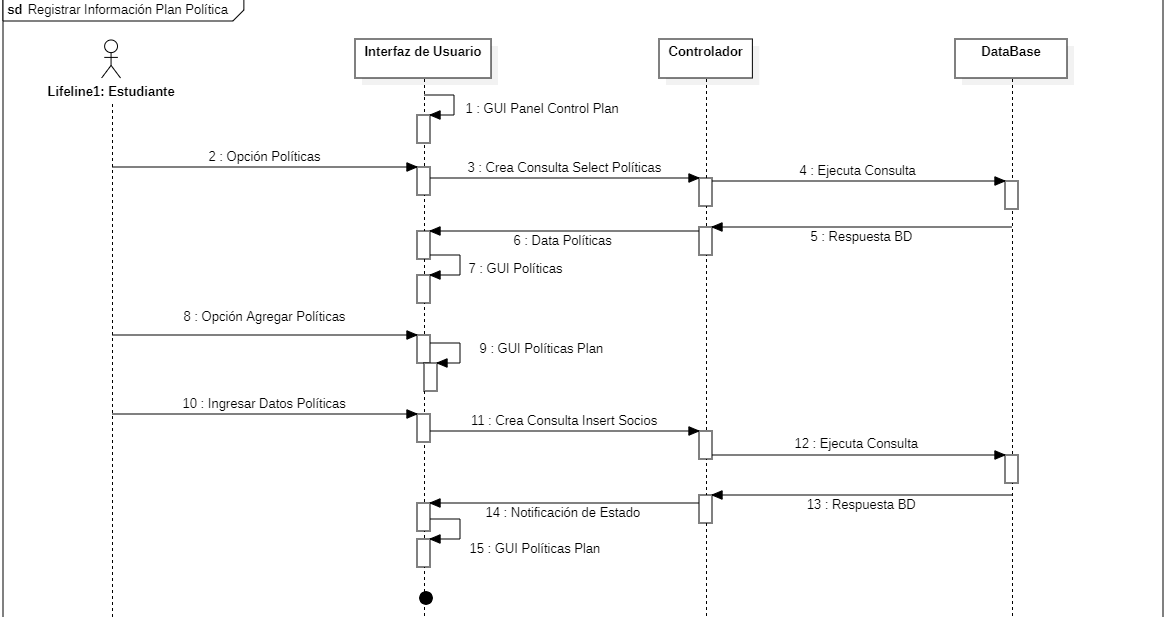 sd Registrar Información Plan Política
Interfaz de Usuario
Controlador
DataBase
Lifeline1: Estudiante
1 : GUI Panel Control Plan
2 : Opción Políticas
3 : Crea Consulta Select Políticas
4 : Ejecuta Consulta
5 : Respuesta BD
6 : Data Políticas
7 : GUI Políticas
8 : Opción Agregar Políticas
9 : GUI Políticas Plan
10 : Ingresar Datos Políticas
11 : Crea Consulta Insert Socios
12 : Ejecuta Consulta
13 : Respuesta BD
14 : Notificación de Estado
15 : GUI Políticas Plan